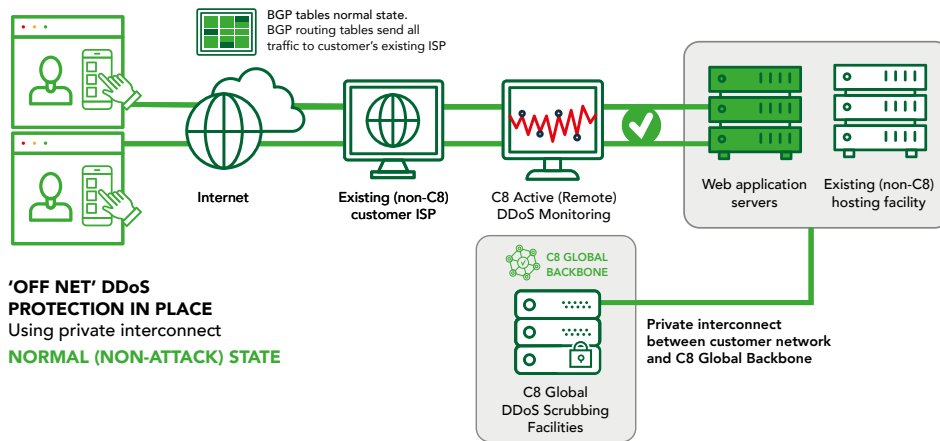 BGP tables normal state.
BGP routing tables send all
traffic to customer's existing ISP
Internet
Existing (non-C8)
customer ISP
C8 Active (Remote)
DDoS Monitoring
Web application
servers
Existing (non-C8)
hosting facility
C8 GLOBAL
BACKBONE
'OFF NET' DDoS
PROTECTION IN PLACE
Using private interconnect
NORMAL (NON-ATTACK) STATE
Private interconnect
between customer network
and C8 Global Backbone
C8 Global
DDoS Scrubbing
Facilities